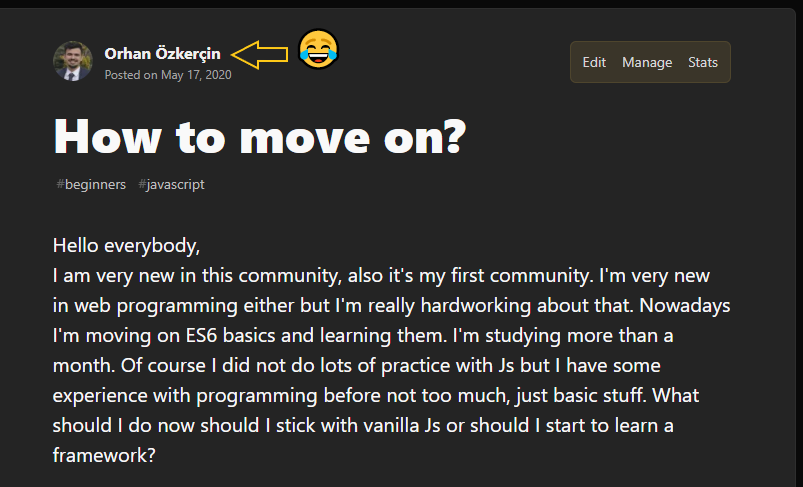 Orhan Özkerçin
Posted on May 17, 2020
Edit Manage Stats
How to move on?
#beginners #javascript
Hello everybody,
I am very new in this community, also it's my first community. I'm very new
in web programming either but I'm really hardworking about that. Nowadays
I'm moving on ES6 basics and learning them. I'm studying more than a
month. Of course I did not do lots of practice with Js but I have some
experience with programming before not too much, just basic stuff. What
should I do now should I stick with vanilla Js or should I start to learn a
framework?